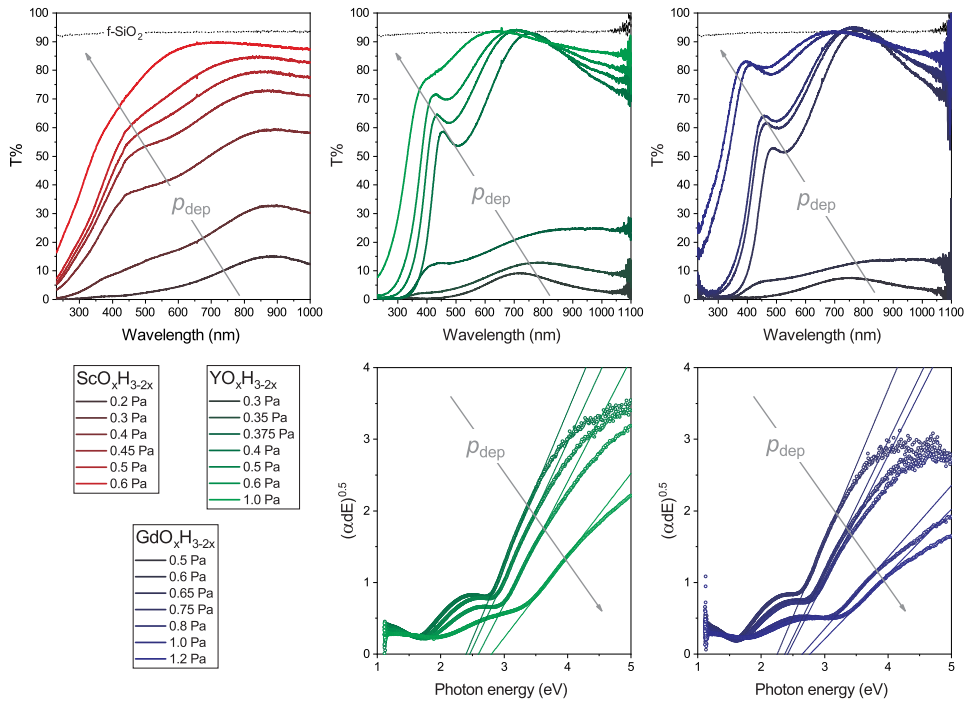 100
90
80
70
60
50
40
30
20
10
0
T%
f-SiO₂
p_dep
300 400 500 600 700 800 900 1000
Wavelength (nm)
100
90
80
70
60
50
40
30
20
10
0
T%
p_dep
300 400 500 600 700 800 900 1000 1100
Wavelength (nm)
100
90
80
70
60
50
40
30
20
10
0
T%
p_dep
300 400 500 600 700 800 900 1000 1100
Wavelength (nm)
ScOₓH₃₋₂ₓ
0.2 Pa
0.3 Pa
0.4 Pa
0.45 Pa
0.5 Pa
0.6 Pa
YOₓH₃₋₂ₓ
0.3 Pa
0.35 Pa
0.375 Pa
0.4 Pa
0.5 Pa
0.6 Pa
1.0 Pa
GdOₓH₃₋₂ₓ
0.5 Pa
0.6 Pa
0.65 Pa
0.75 Pa
0.8 Pa
1.0 Pa
1.2 Pa
4
3
2
1
0
(αdE)^0.5
p_dep
1 2 3 4 5
Photon energy (eV)
4
3
2
1
0
(αdE)^0.5
p_dep
1 2 3 4 5
Photon energy (eV)